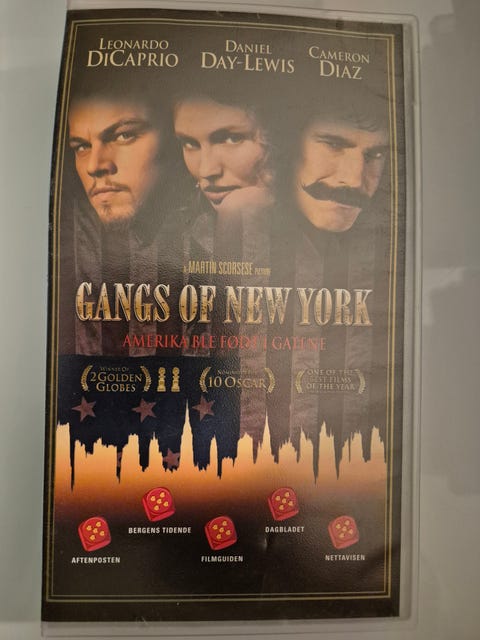 LEONARDO
DICAPRIO
DANIEL
DAY-LEWIS
CAMERON
DIAZ
A MARTIN SCORSESE PICTURE
GANGS OF NEW YORK
AMERIKA BLE FØDT I GATENE
WINNER OF
2 GOLDEN
GLOBES
NOMINATED FOR
10 OSCAR
ONE OF THE
BEST FILMS
OF THE YEAR
AFTENPOSTEN
BERGENS TIDENDE
FILMGUIDEN
DAGBLADET
NETTAVISEN